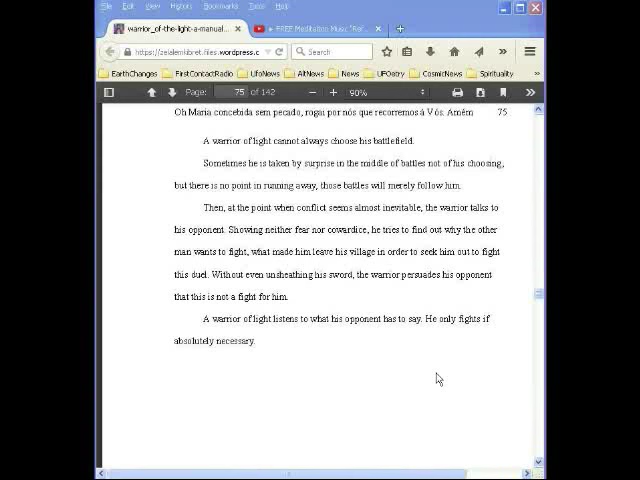 File Edit View History Bookmarks Tools Help
warrior_of-the-light-a-manual... × ► FREE Meditation Music "Rel ×
https://zelalemkibret.files.wordpress.c Search
EarthChanges FirstContactRadio UfoNews AltNews News UFOetry CosmicNews Spirituality
Page: 75 of 142 90%
Oh Maria concebida sem pecado, rogai por nós que recorremos à Vós. Amém 75
A warrior of light cannot always choose his battlefield.
Sometimes he is taken by surprise in the middle of battles not of his choosing,
but there is no point in running away, those battles will merely follow him.
Then, at the point when conflict seems almost inevitable, the warrior talks to
his opponent. Showing neither fear nor cowardice, he tries to find out why the other
man wants to fight, what made him leave his village in order to seek him out to fight
this duel. Without even unsheathing his sword, the warrior persuades his opponent
that this is not a fight for him.
A warrior of light listens to what his opponent has to say. He only fights if
absolutely necessary.